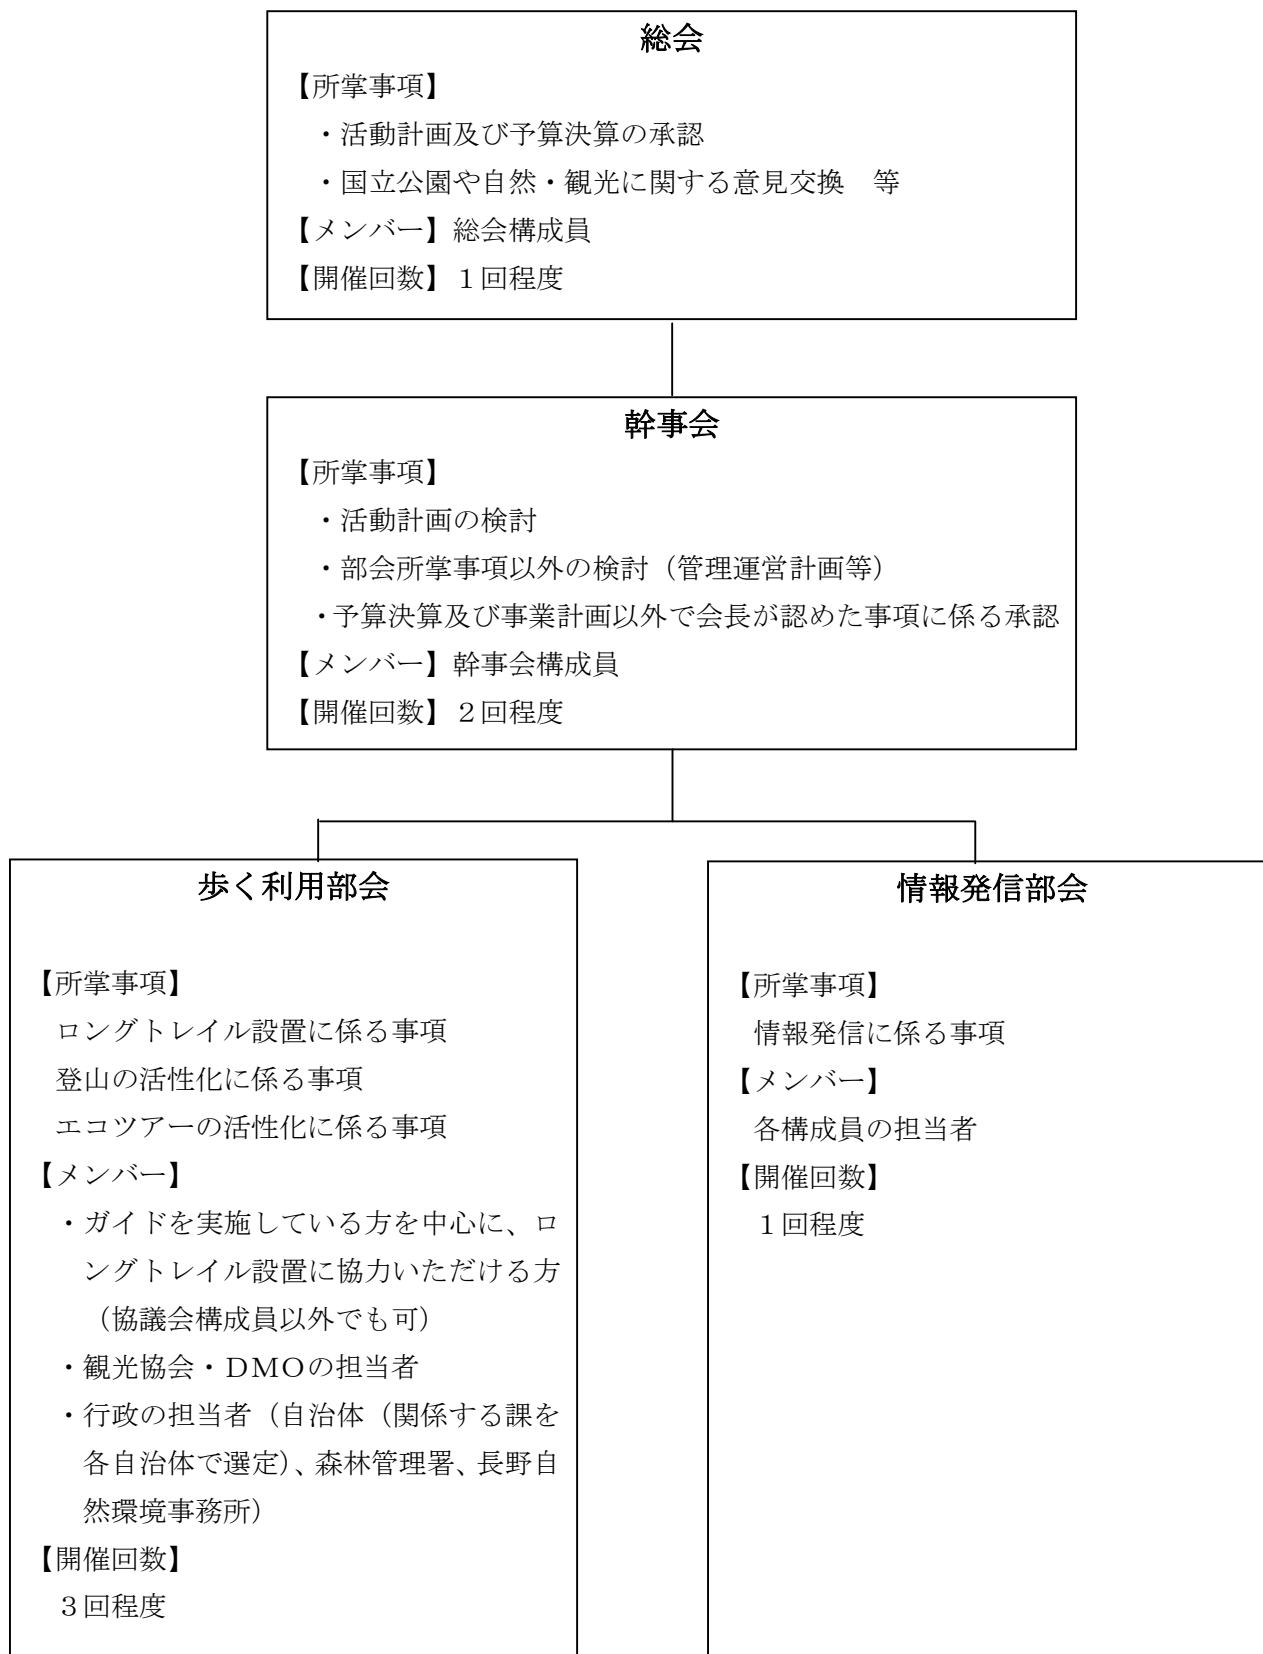 総会
【所掌事項】
・活動計画及び予算決算の承認
・国立公園や自然・観光に関する意見交換　等
【メンバー】総会構成員
【開催回数】１回程度
幹事会
【所掌事項】
・活動計画の検討
・部会所掌事項以外の検討（管理運営計画等）
・予算決算及び事業計画以外で会長が認めた事項に係る承認
【メンバー】幹事会構成員
【開催回数】２回程度
歩く利用部会
【所掌事項】
ロングトレイル設置に係る事項
登山の活性化に係る事項
エコツアーの活性化に係る事項
【メンバー】
・ガイドを実施している方を中心に、ロ
ングトレイル設置に協力いただける方
（協議会構成員以外でも可）
・観光協会・DMOの担当者
・行政の担当者（自治体（関係する課を
各自治体で選定）、森林管理署、長野自
然環境事務所）
【開催回数】
３回程度
情報発信部会
【所掌事項】
情報発信に係る事項
【メンバー】
各構成員の担当者
【開催回数】
１回程度